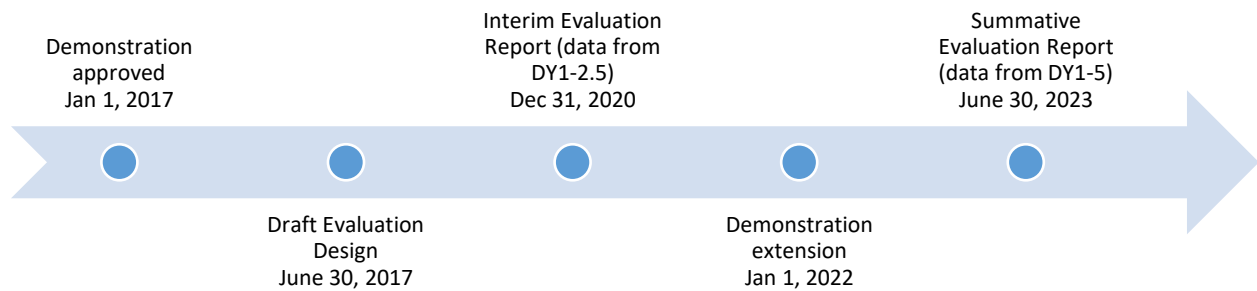 Demonstration
approved
Jan 1, 2017
Draft Evaluation
Design
June 30, 2017
Interim Evaluation
Report (data from
DY1-2.5)
Dec 31, 2020
Demonstration
extension
Jan 1, 2022
Summative
Evaluation Report
(data from DY1-5)
June 30, 2023